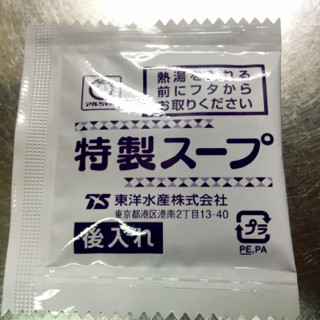 マルちゃん
熱湯を入れる
前にフタから
お取りください
特製スープ
TS 東洋水産株式会社
東京都港区港南2丁目13-40
後入れ
プラ
PE,PA